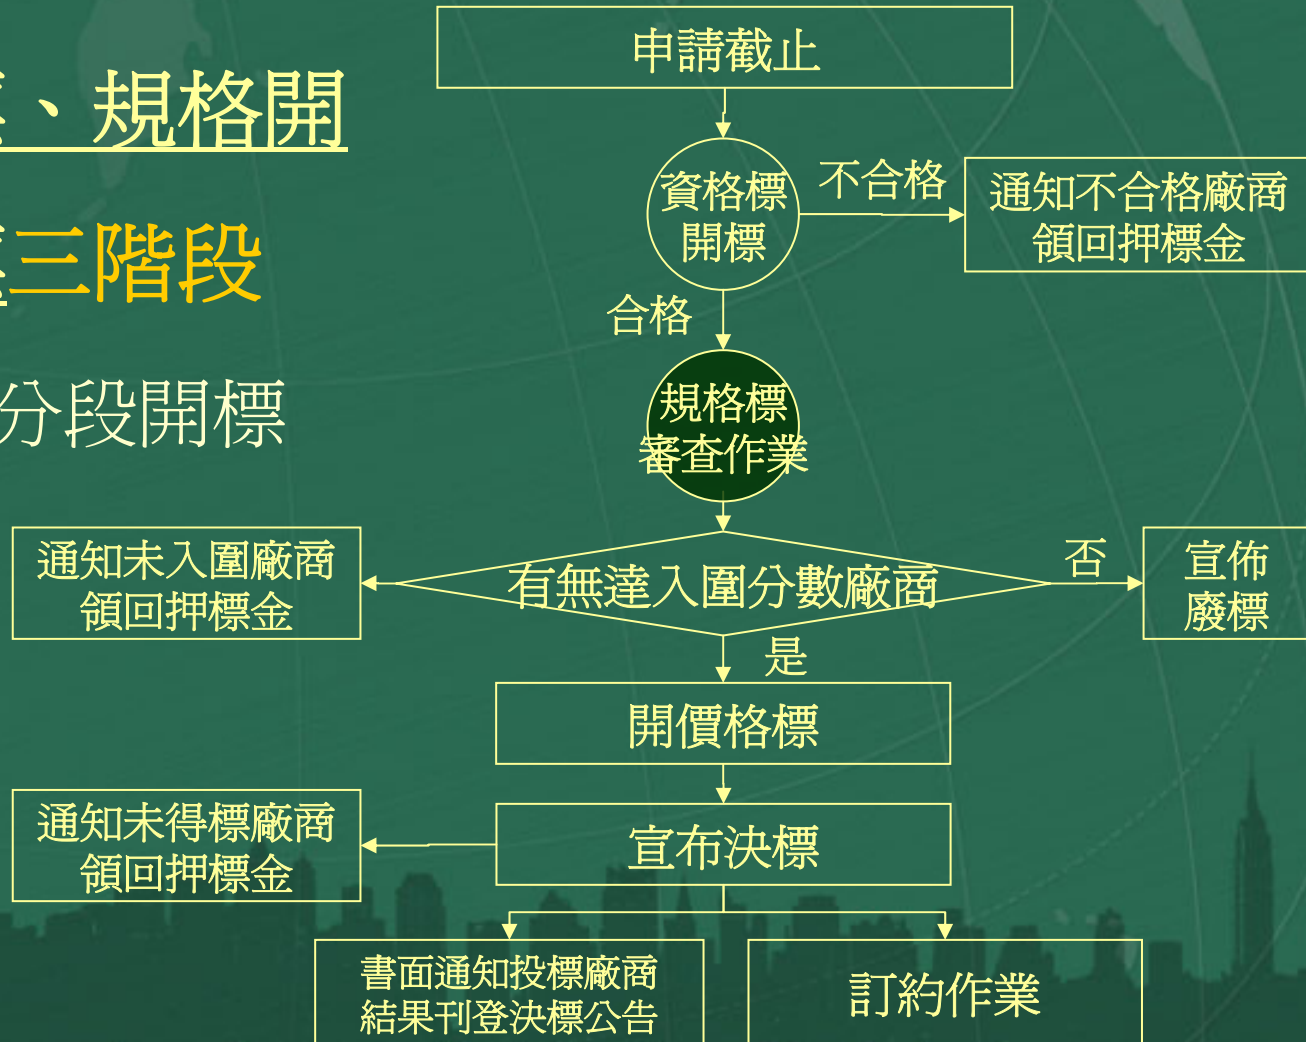 、規格開
三階段
分段開標
申請截止
資格標
開標
不合格
通知不合格廠商
領回押標金
合格
規格標
審查作業
有無達入圍分數廠商
通知未入圍廠商
領回押標金
否
宣佈
廢標
是
開價格標
宣布決標
通知未得標廠商
領回押標金
書面通知投標廠商
結果刊登決標公告
訂約作業